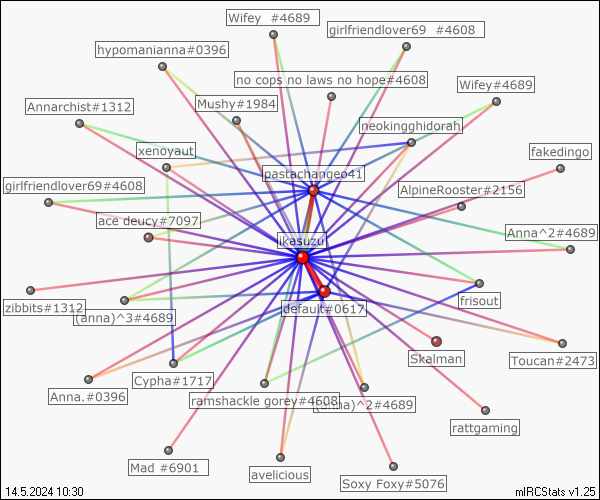 Wifey #4689
girlfriendlover69 #4608
hypomanianna#0396
no cops no laws no hope#4608
Wifey#4689
Mushy#1984
Annarchist#1312
neokingghidorah
xenoyaut
fakedingo
pastachangeo41
girlfriendlover69#4608
AlpineRooster#2156
ace deucy#7097
Anna^2#4689
ikasuzu
zibbits#1312
frisout
(anna)^3#4689
default#0617
Skalman
Toucan#2473
Cypha#1717
Anna.#0396
ramshackle gorey#4608
(anna)^2#4689
rattgaming
Mad #6901
avelicious
Soxy Foxy#5076
14.5.2024 10:30
mIRCStats v1.25